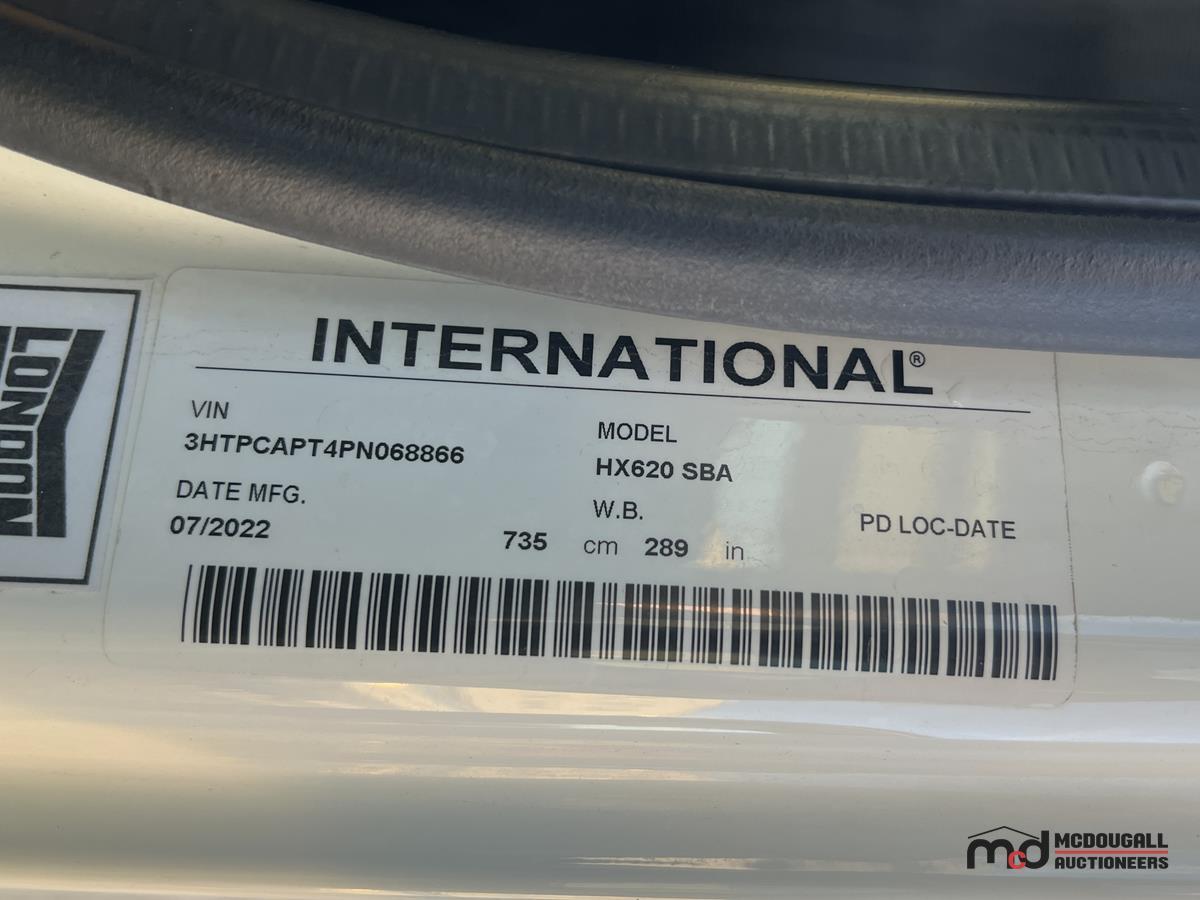 INTERNATIONAL®
LONDON
VIN
3HTPCAPT4PN068866
MODEL
HX620 SBA
DATE MFG.
07/2022
W.B.
735 cm 289 in
PD LOC-DATE
mcd MCDOUGALL
AUCTIONEERS